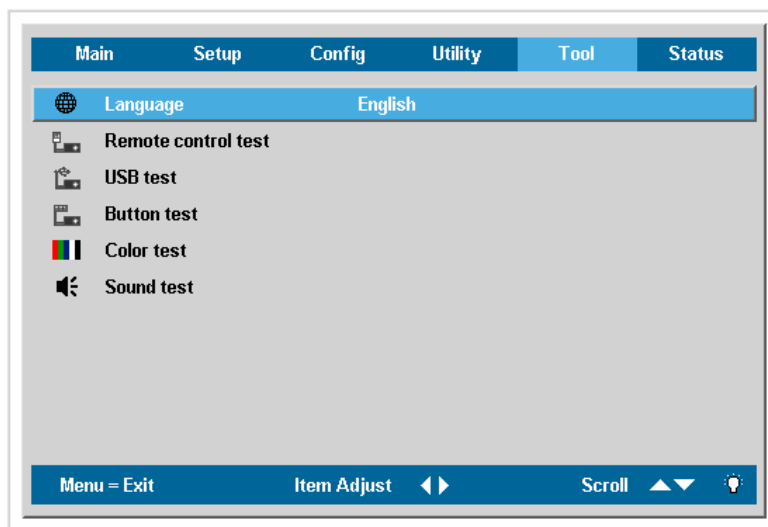 Main Setup Config Utility Tool Status
Language English
Remote control test
USB test
Button test
Color test
Sound test
Menu = Exit Item Adjust Scroll